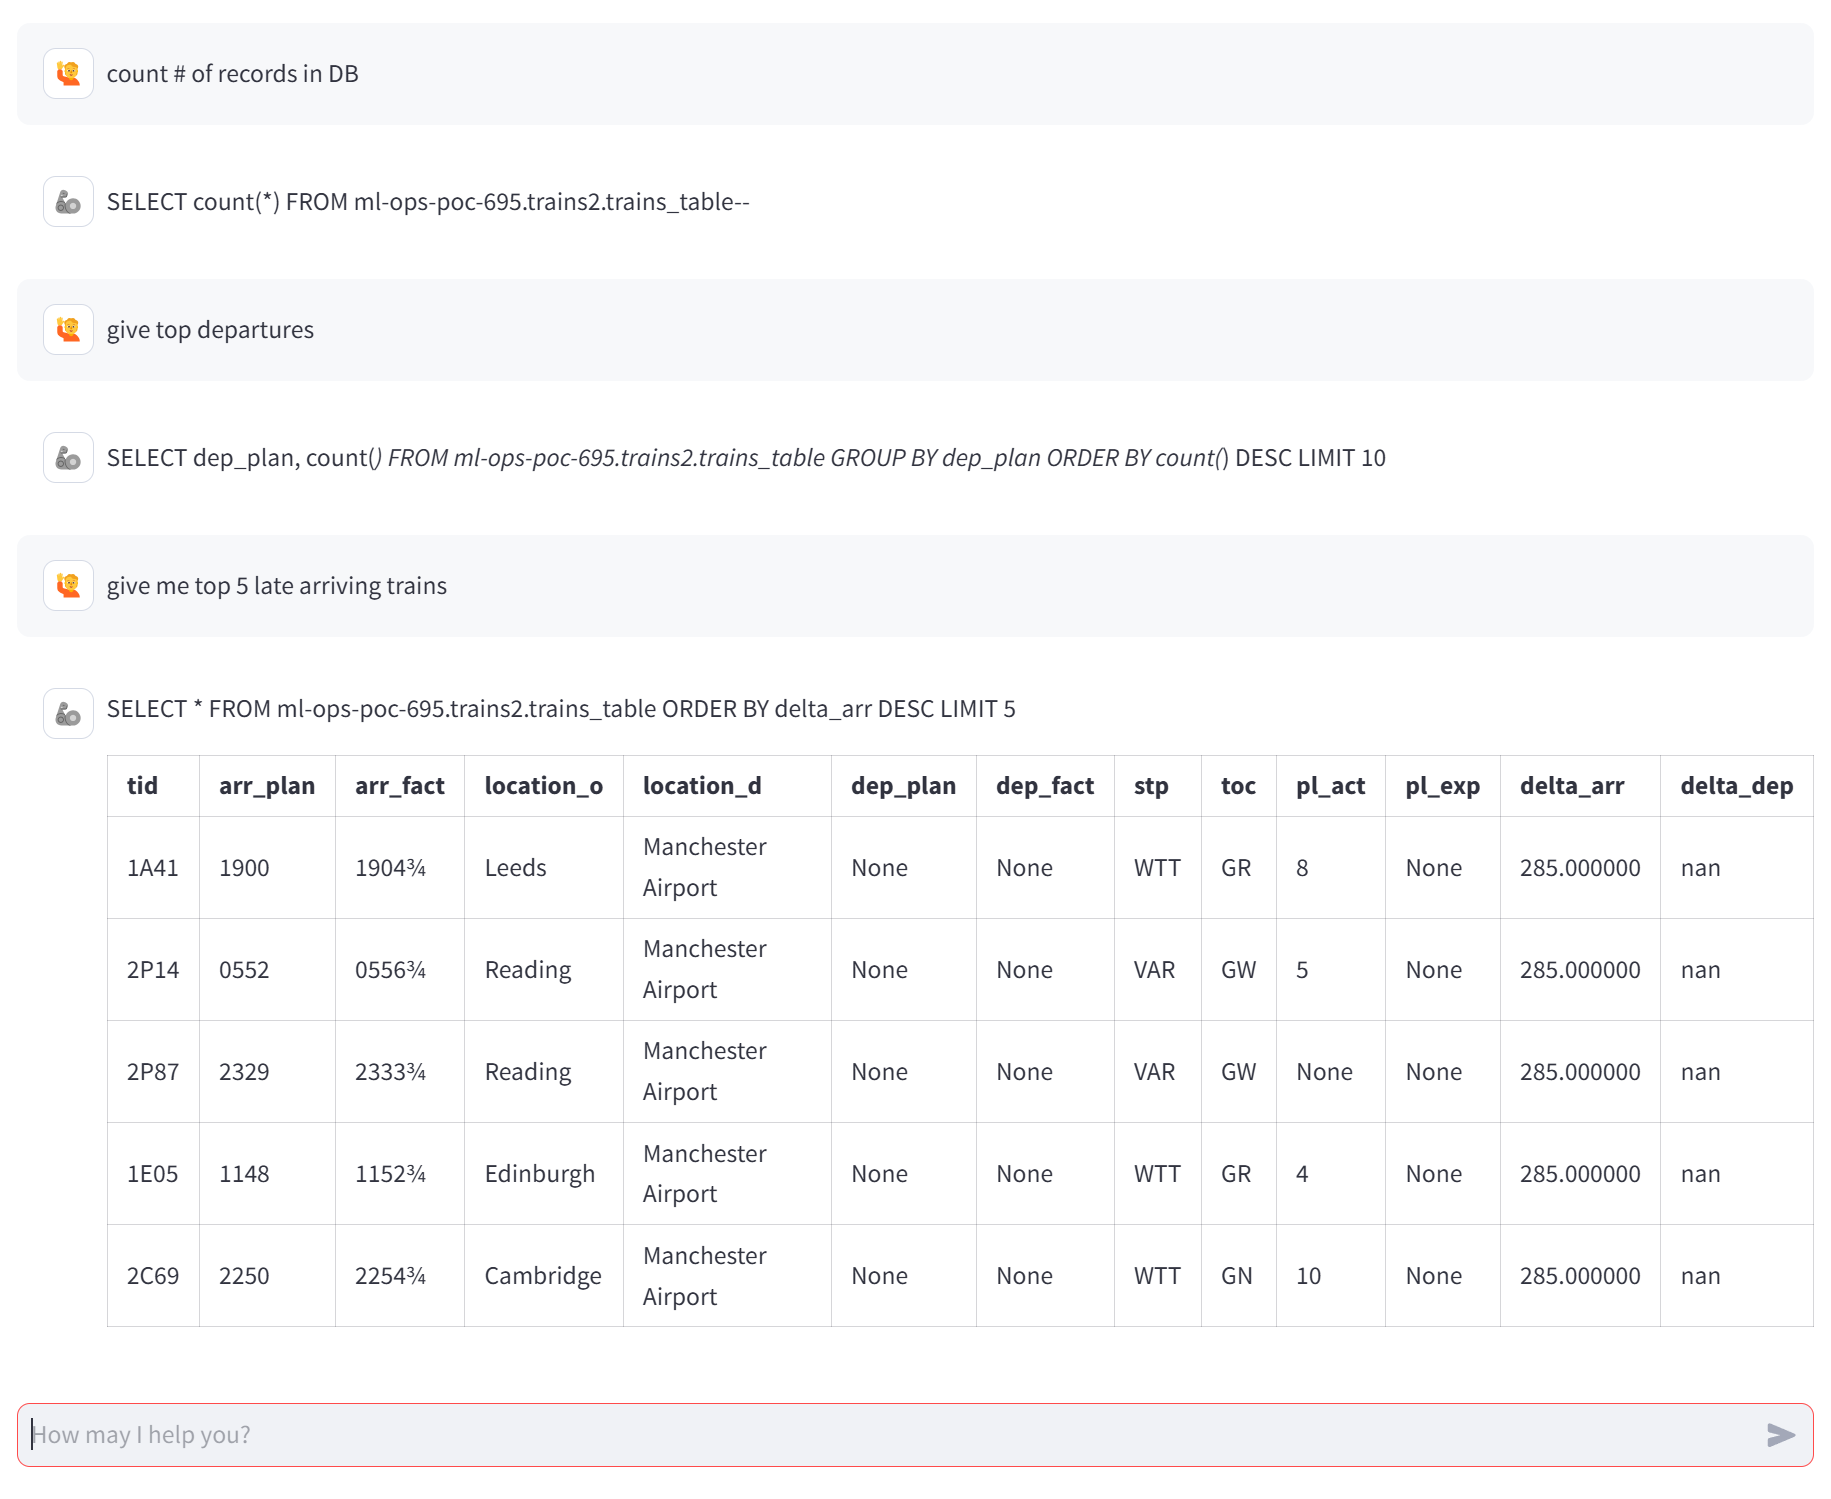 count # of records in DB
SELECT count(*) FROM ml-ops-poc-695.trains2.trains_table--
give top departures
SELECT dep_plan, count() FROM ml-ops-poc-695.trains2.trains_table GROUP BY dep_plan ORDER BY count() DESC LIMIT 10
give me top 5 late arriving trains
SELECT * FROM ml-ops-poc-695.trains2.trains_table ORDER BY delta_arr DESC LIMIT 5
tid arr_plan arr_fact location_o location_d dep_plan dep_fact stp toc pl_act pl_exp delta_arr delta_dep
1A41 1900 1904¾ Leeds Manchester Airport None None WTT GR 8 None 285.000000 nan
2P14 0552 0556¾ Reading Manchester Airport None None VAR GW 5 None 285.000000 nan
2P87 2329 2333¾ Reading Manchester Airport None None VAR GW None None 285.000000 nan
1E05 1148 1152¾ Edinburgh Manchester Airport None None WTT GR 4 None 285.000000 nan
2C69 2250 2254¾ Cambridge Manchester Airport None None WTT GN 10 None 285.000000 nan
How may I help you?